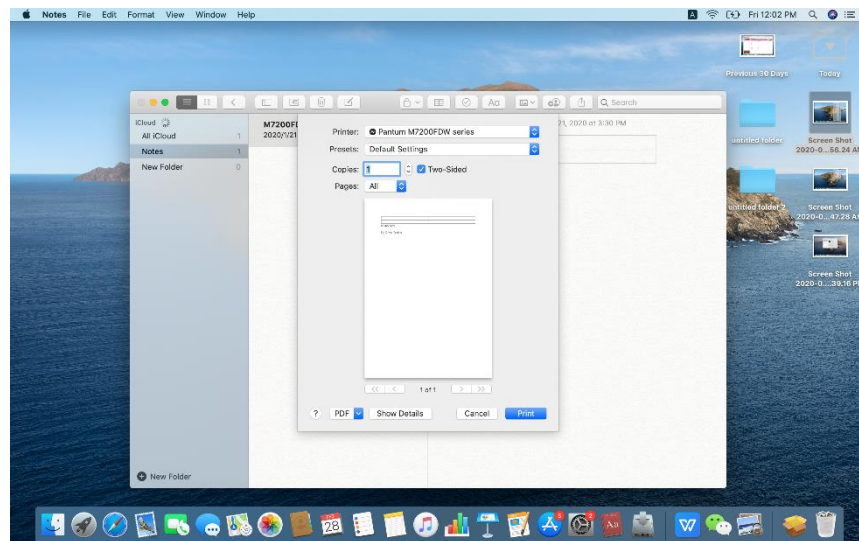 Notes File Edit Format View Window Help
Fri 12:02 PM
Previous 30 Days
Today
Search
iCloud
All iCloud 1
Notes 1
New Folder 0
M7200F
2020/1/21
21, 2020 at 3:30 PM
Printer: Pantum M7200FDW series
Presets: Default Settings
Copies: 1 Two-Sided
Pages: All
1 of 1
? PDF Show Details Cancel Print
New Folder
untitled folder
Screen Shot
2020-0...56.24 AM
untitled folder 2
Screen Shot
2020-0...47.28 AM
Screen Shot
2020-0...39.16 P
28